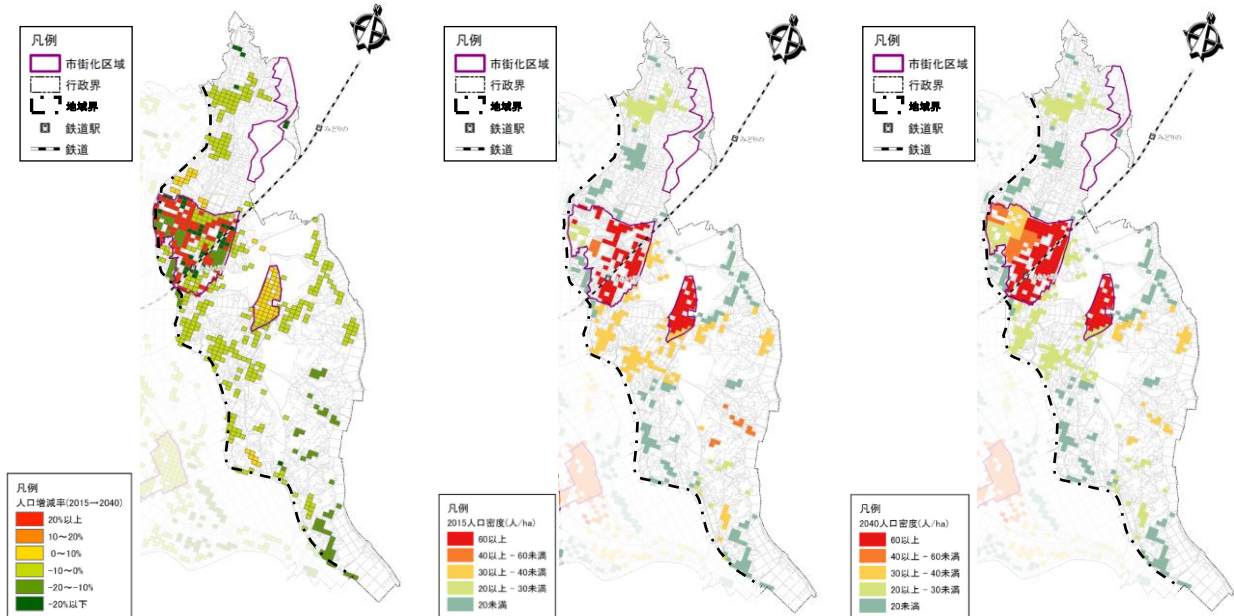 凡例
市街化区域
行政界
地域界
鉄道駅
鉄道
みどりの
凡例
人口増減率(2015→2040)
20%以上
10～20%
0～10%
-10～0%
-20～-10%
-20%以下
凡例
市街化区域
行政界
地域界
鉄道駅
鉄道
みどりの
凡例
2015人口密度(人/ha)
60以上
40以上 - 60未満
30以上 - 40未満
20以上 - 30未満
20未満
凡例
市街化区域
行政界
地域界
鉄道駅
鉄道
みどりの
凡例
2040人口密度(人/ha)
60以上
40以上 - 60未満
30以上 - 40未満
20以上 - 30未満
20未満